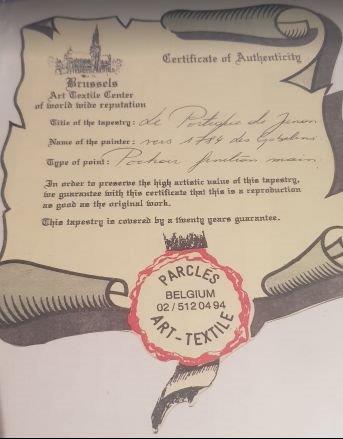 Certificate of Authenticity
Brussels
Art Textile Center
of world wide reputation
Title of the tapestry: Le Portique de Junon
Name of the painter: vers 1784 des Gobelins
Type of point: Pochoir finition main.
In order to preserve the high artistic value of this tapestry,
we guarantee with this certificate that this is a reproduction
as good as the original work.
This tapestry is covered by a twenty years guarantee.
PARCLES
BELGIUM
02/512 04 94
ART-TEXTILE